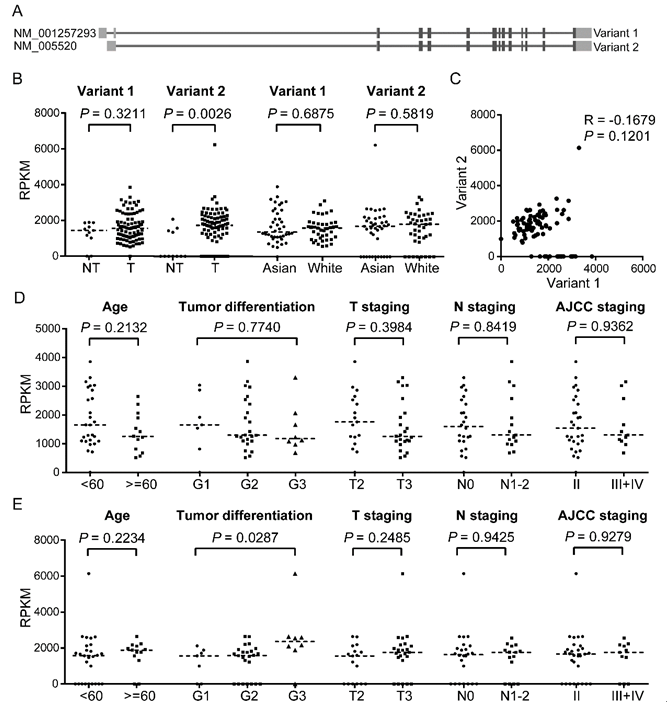 A
NM_001257293 Variant 1
NM_005520 Variant 2
B
Variant 1 Variant 2 Variant 1 Variant 2
P = 0.3211 P = 0.0026 P = 0.6875 P = 0.5819
8000
6000
4000
2000
0
RPKM
NT T NT T Asian White Asian White
C
8000
6000
4000
2000
0
Variant 2
R = -0.1679
P = 0.1201
0 2000 4000 6000
Variant 1
D
Age Tumor differentiation T staging N staging AJCC staging
P = 0.2132 P = 0.7740 P = 0.3984 P = 0.8419 P = 0.9362
5000
4000
3000
2000
1000
0
RPKM
<60 >=60 G1 G2 G3 T2 T3 N0 N1-2 II III+IV
E
Age Tumor differentiation T staging N staging AJCC staging
P = 0.2234 P = 0.0287 P = 0.2485 P = 0.9425 P = 0.9279
8000
6000
4000
2000
0
RPKM
<60 >=60 G1 G2 G3 T2 T3 N0 N1-2 II III+IV